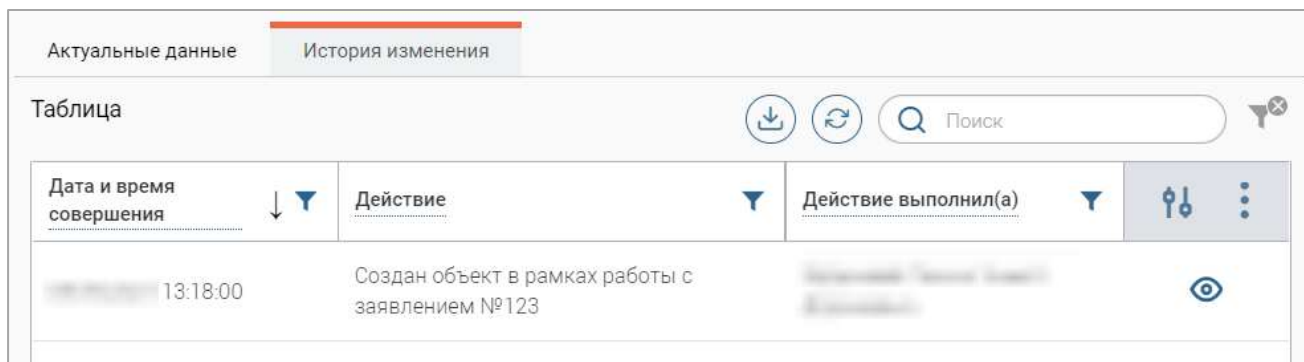 Актуальные данные История изменения
Таблица
Поиск
Дата и время
совершения
Действие
Действие выполнил(а)
13:18:00
Создан объект в рамках работы с
заявлением №123